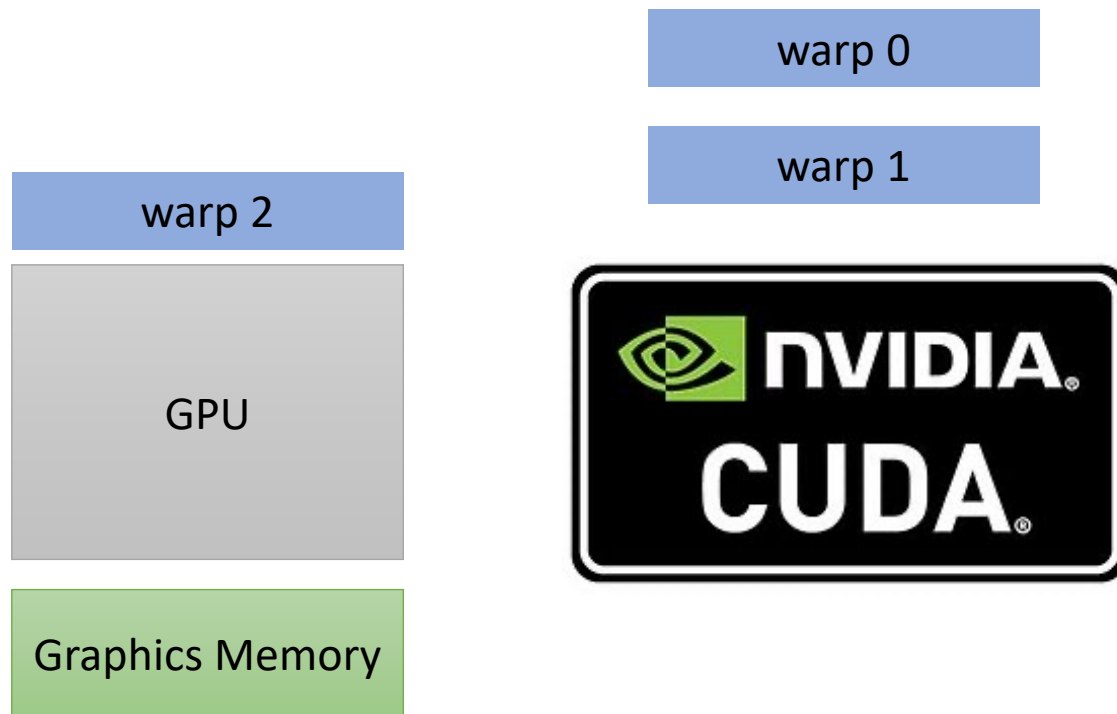 warp 0
warp 1
warp 2
GPU
Graphics Memory
nVIDIA®
CUDA®